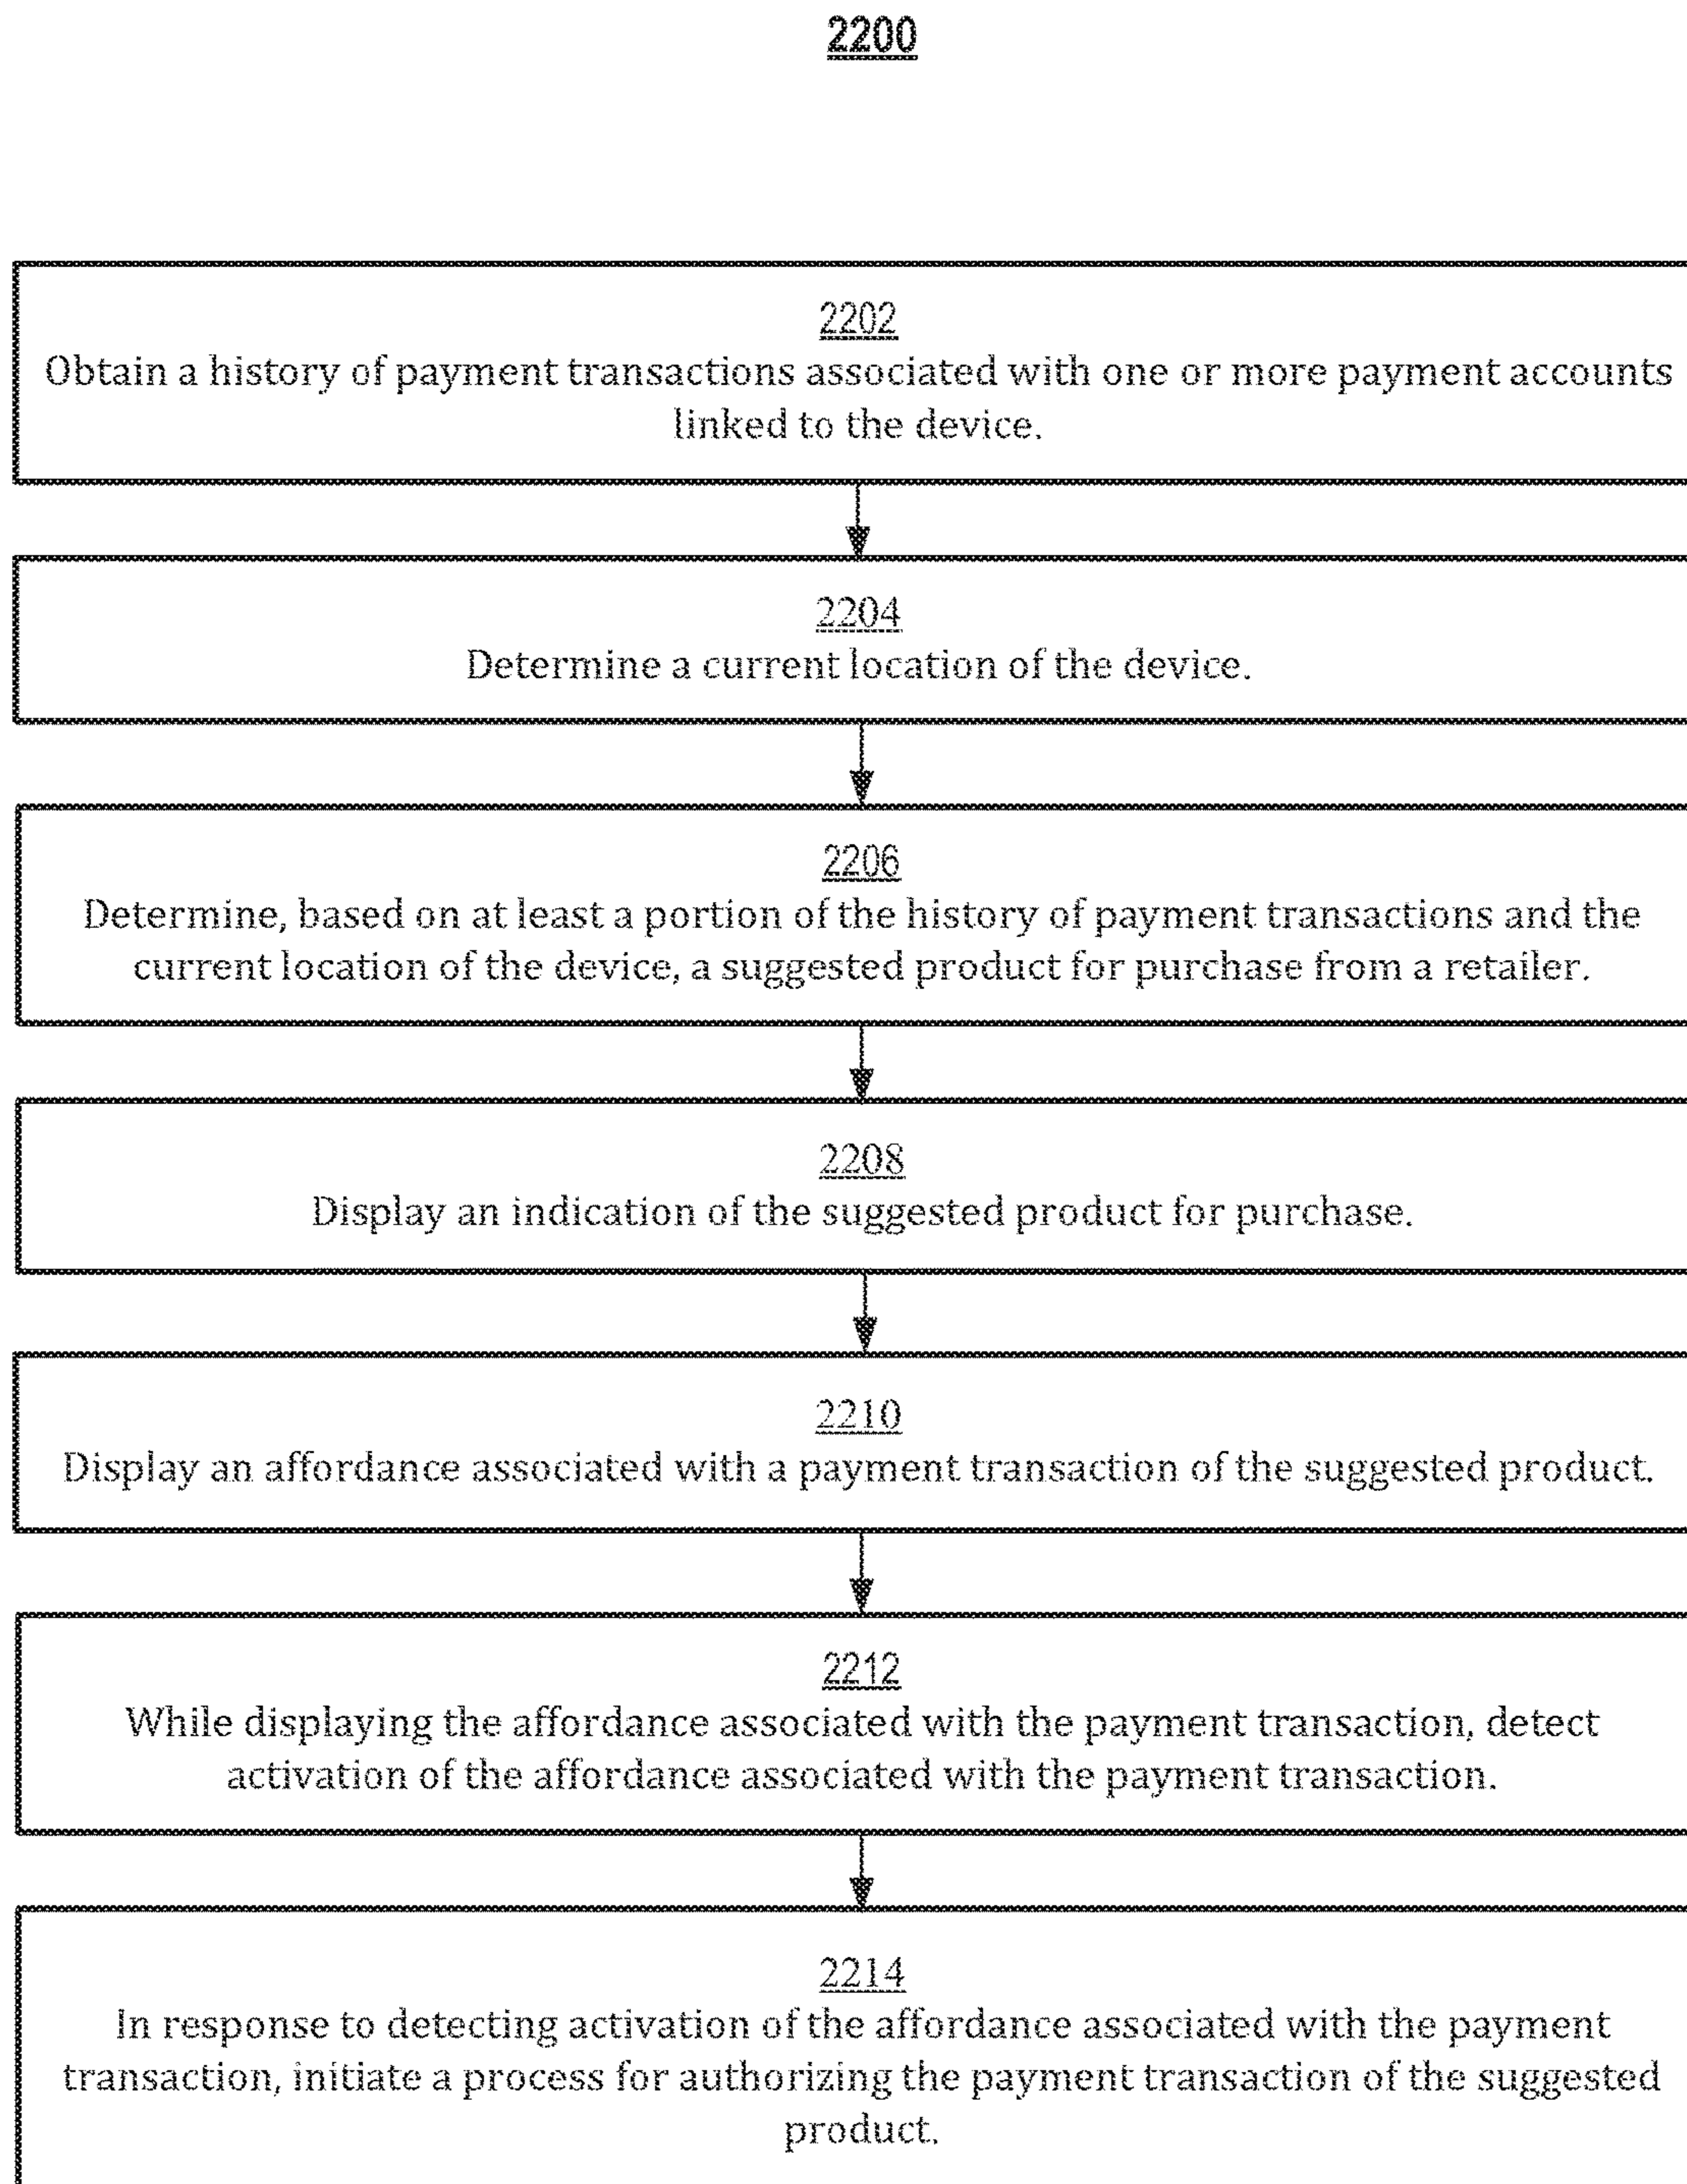 2200
2202
Obtain a history of payment transactions associated with one or more payment accounts
linked to the device.
2204
Determine a current location of the device.
2206
Determine, based on at least a portion of the history of payment transactions and the
current location of the device, a suggested product for purchase from a retailer.
2208
Display an indication of the suggested product for purchase.
2210
Display an affordance associated with a payment transaction of the suggested product.
2212
While displaying the affordance associated with the payment transaction, detect
activation of the affordance associated with the payment transaction.
2214
In response to detecting activation of the affordance associated with the payment
transaction, initiate a process for authorizing the payment transaction of the suggested
product.